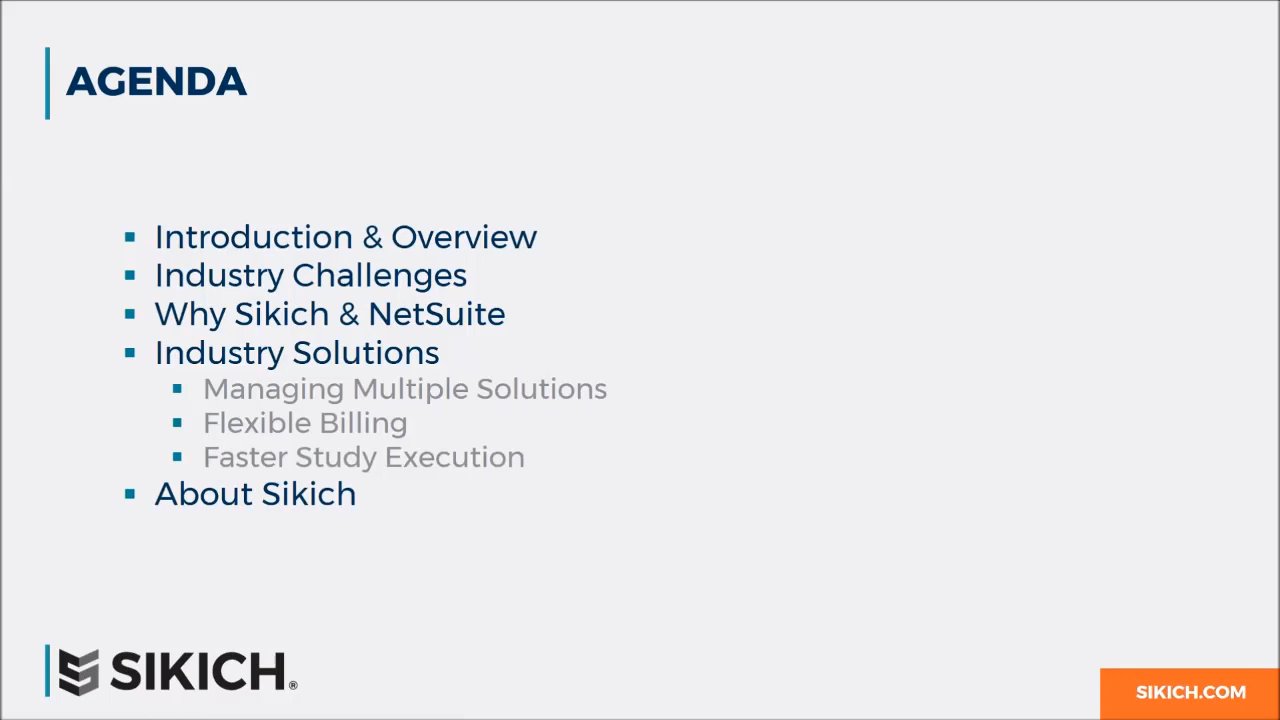 AGENDA
▪ Introduction & Overview
▪ Industry Challenges
▪ Why Sikich & NetSuite
▪ Industry Solutions
▪ Managing Multiple Solutions
▪ Flexible Billing
▪ Faster Study Execution
▪ About Sikich
SIKICH®
SIKICH.COM